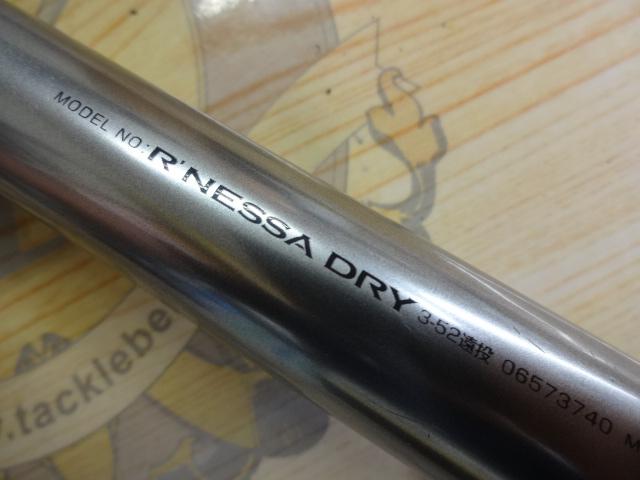 MODEL NO: R'NESSA DRY 3-52遠投 06573740 M
.tacklebe